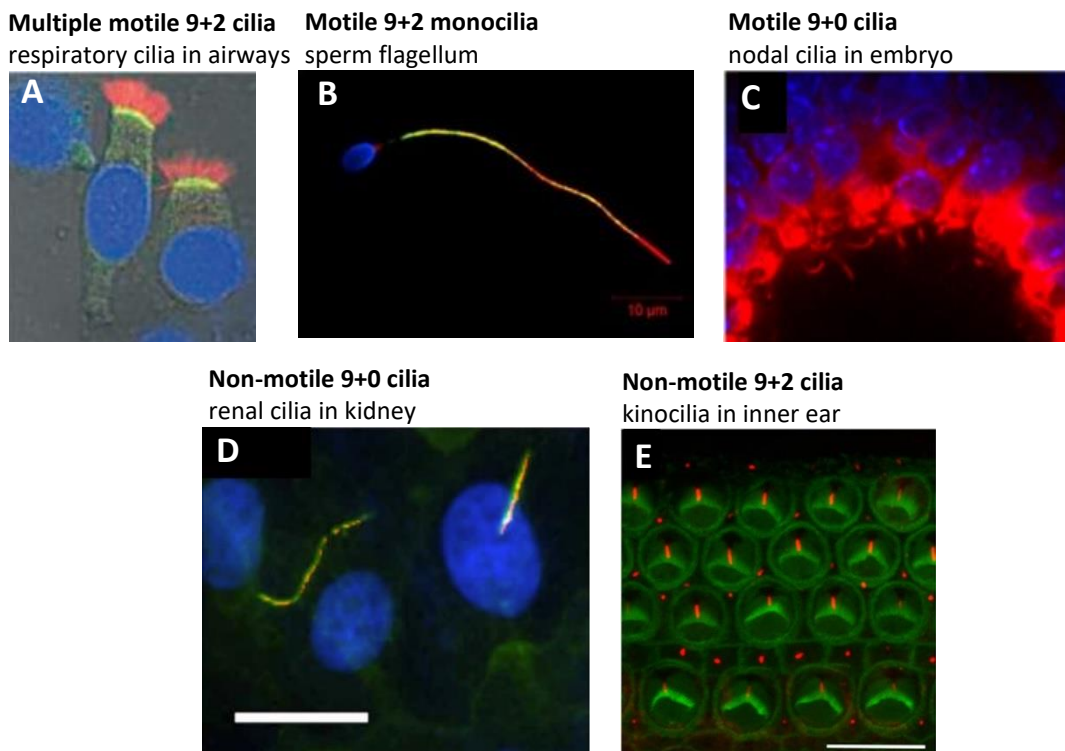 Multiple motile 9+2 cilia
respiratory cilia in airways
A
Motile 9+2 monocilia
sperm flagellum
B
10 µm
Motile 9+0 cilia
nodal cilia in embryo
C
Non-motile 9+0 cilia
renal cilia in kidney
D
Non-motile 9+2 cilia
kinocilia in inner ear
E